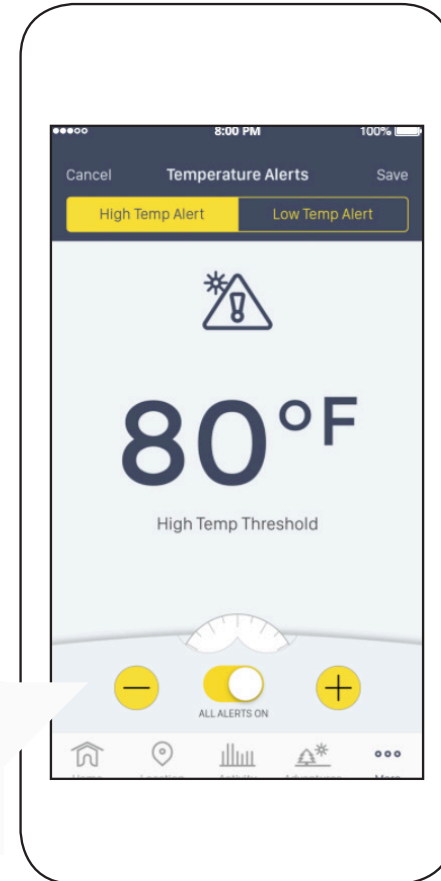 8:00 PM 100%
Cancel Temperature Alerts Save
High Temp Alert Low Temp Alert
80°F
High Temp Threshold
ALL ALERTS ON